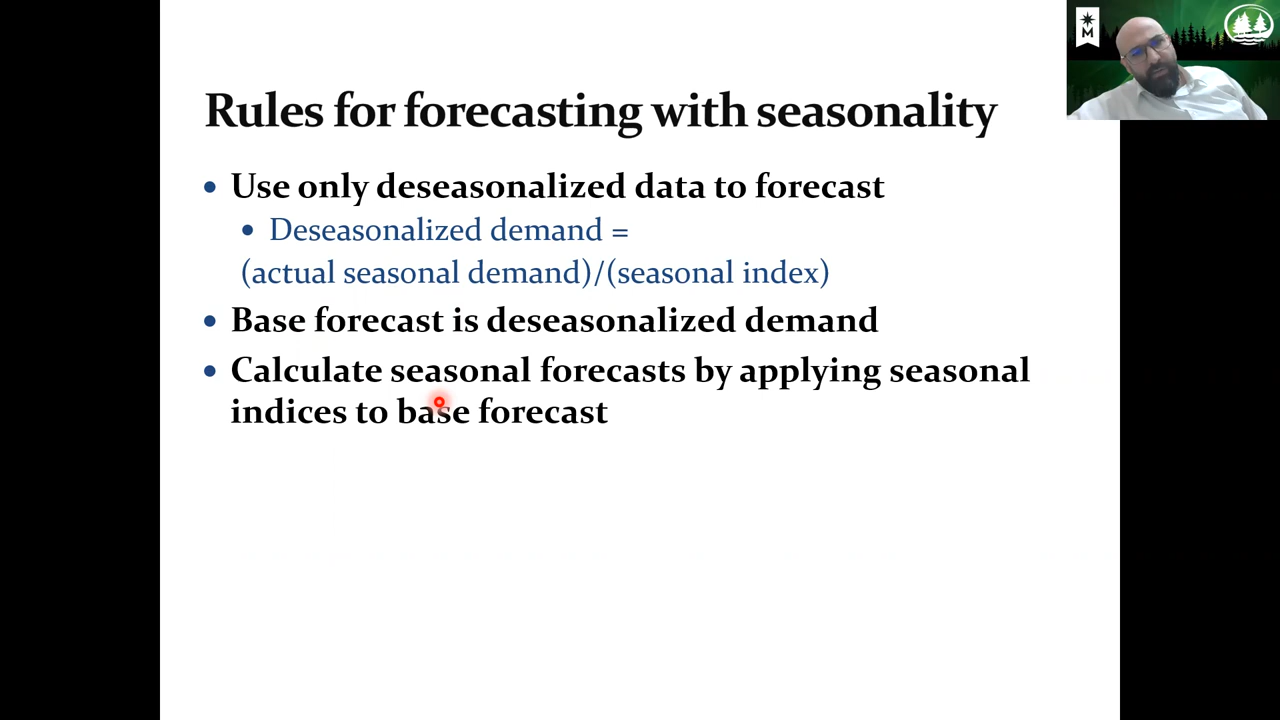 M
Rules for forecasting with seasonality
• Use only deseasonalized data to forecast
• Deseasonalized demand =
(actual seasonal demand)/(seasonal index)
• Base forecast is deseasonalized demand
• Calculate seasonal forecasts by applying seasonal
indices to base forecast